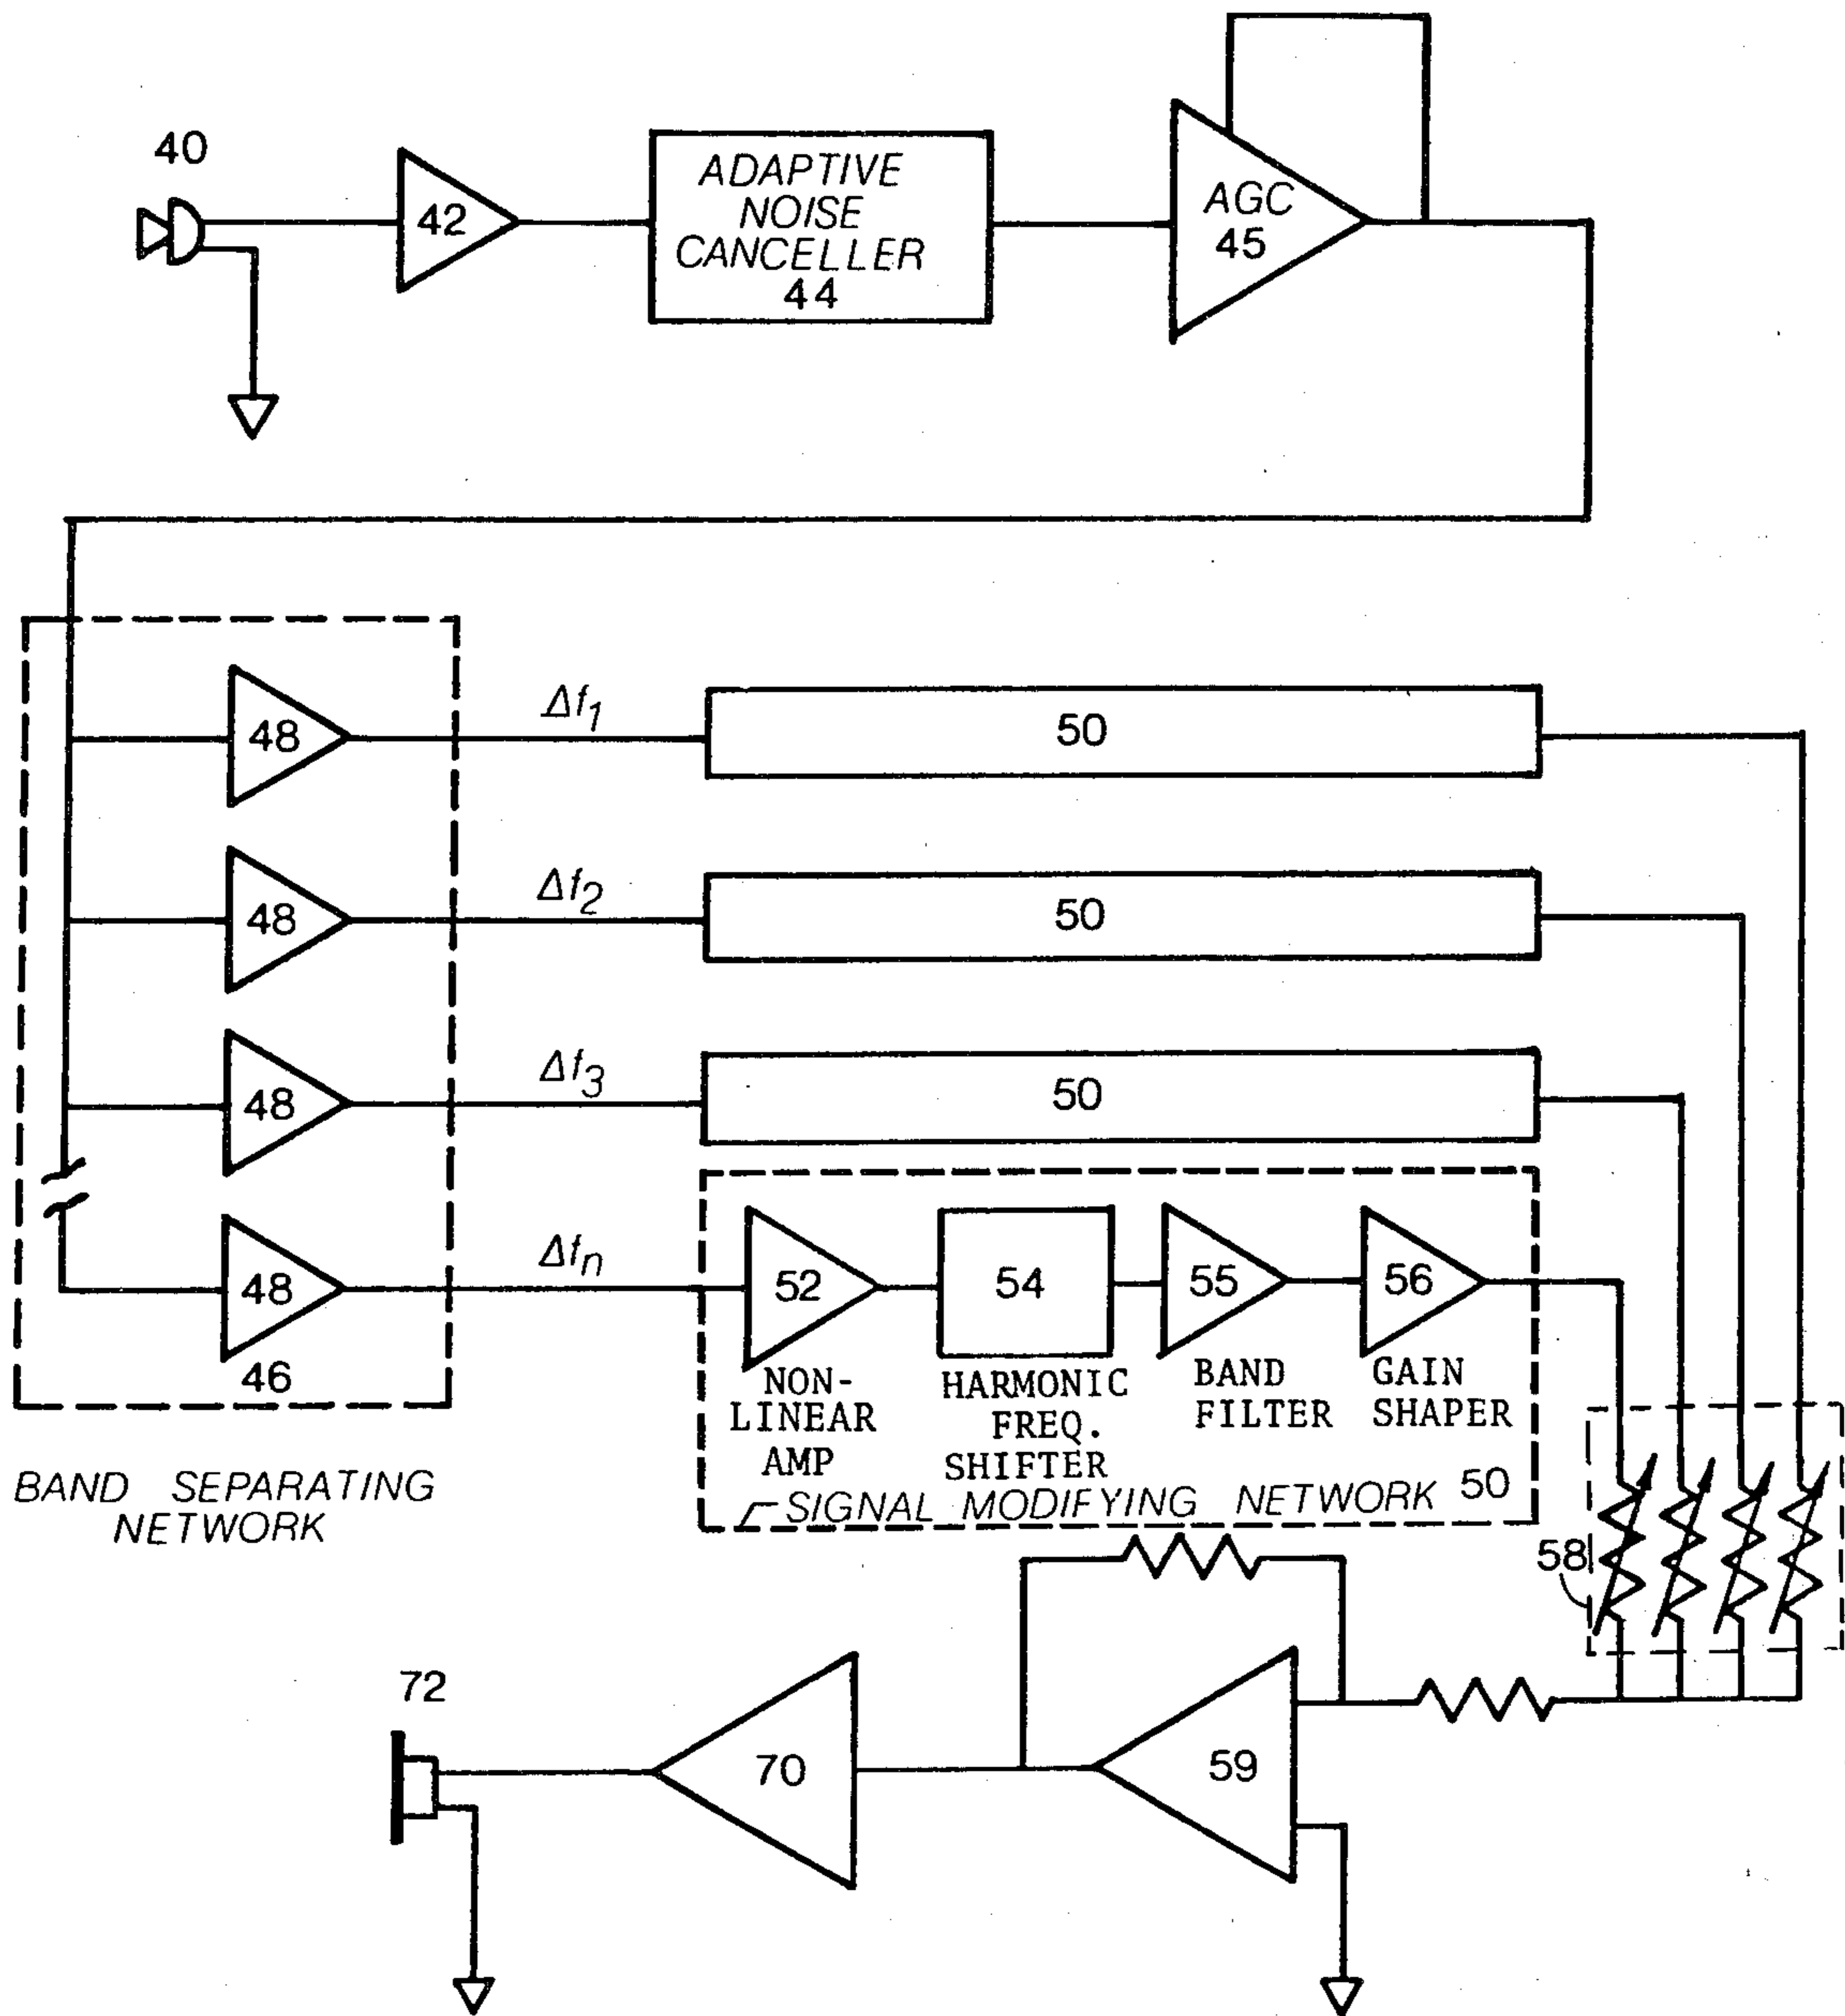 40
42
ADAPTIVE
NOISE
CANCELLER
44
AGC
45
48
Δf1
50
48
Δf2
50
48
Δf3
50
48
Δfn
52
54
55
56
46
NON-
LINEAR
AMP
HARMONIC
FREQ.
SHIFTER
BAND
FILTER
GAIN
SHAPER
BAND SEPARATING
NETWORK
SIGNAL MODIFYING NETWORK 50
58
72
70
59